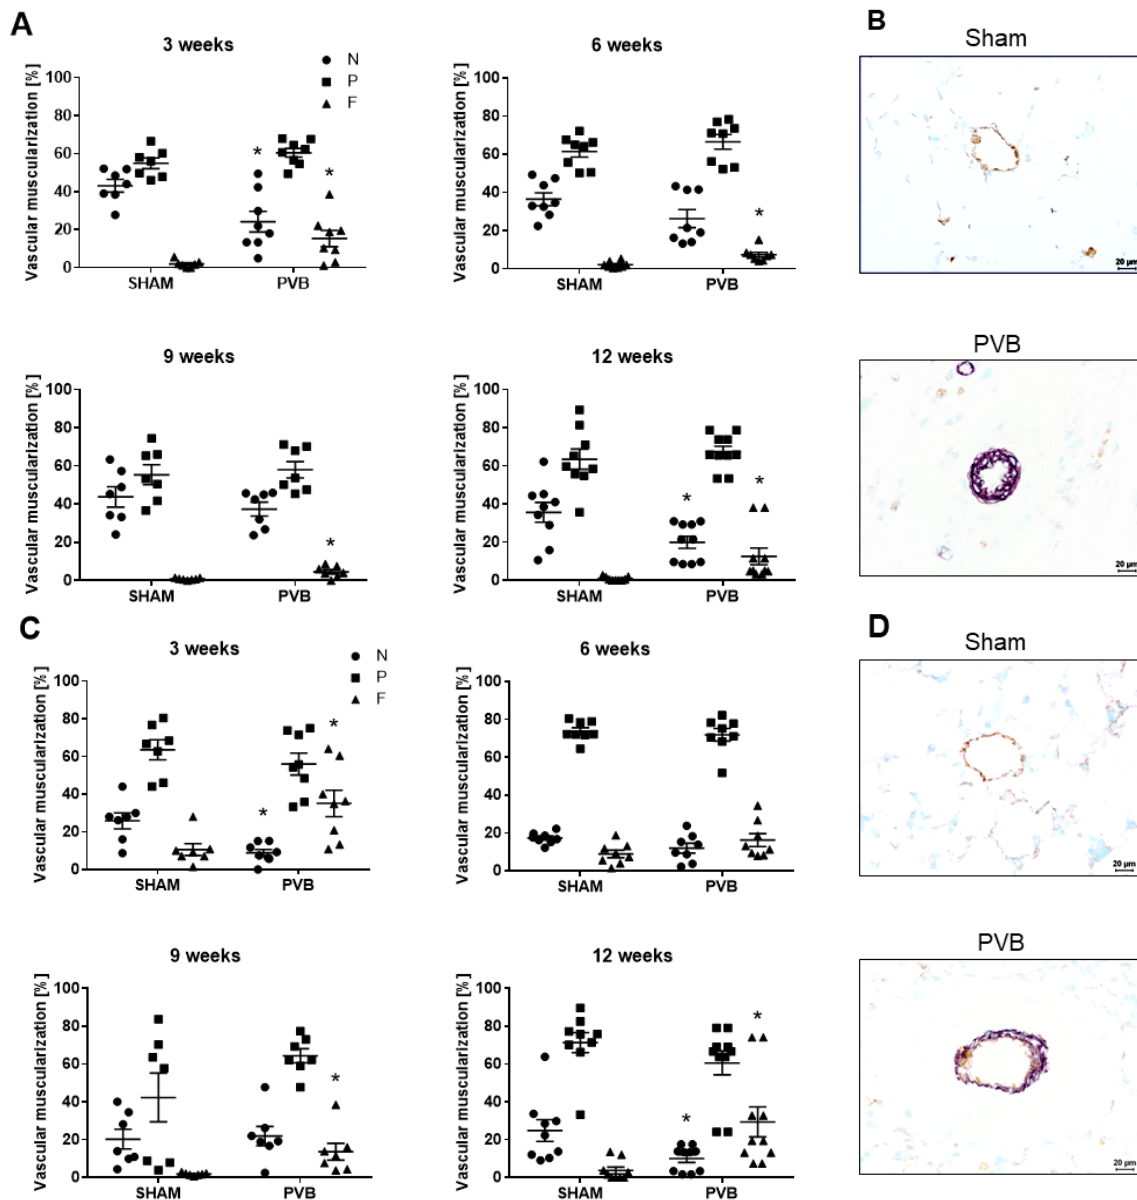 A
B
3 weeks
6 weeks
Sham
N
P
F
Vascular muscularization [%]
100
80
60
40
20
0
*
*
SHAM
PVB
Vascular muscularization [%]
100
80
60
40
20
0
*
SHAM
PVB
20 µm
PVB
9 weeks
12 weeks
Vascular muscularization [%]
100
80
60
40
20
0
*
SHAM
PVB
Vascular muscularization [%]
100
80
60
40
20
0
*
*
SHAM
PVB
20 µm
C
D
3 weeks
6 weeks
Sham
N
P
F
Vascular muscularization [%]
100
80
60
40
20
0
*
*
SHAM
PVB
Vascular muscularization [%]
100
80
60
40
20
0
SHAM
PVB
20 µm
PVB
9 weeks
12 weeks
Vascular muscularization [%]
100
80
60
40
20
0
*
SHAM
PVB
Vascular muscularization [%]
100
80
60
40
20
0
*
*
SHAM
PVB
20 µm